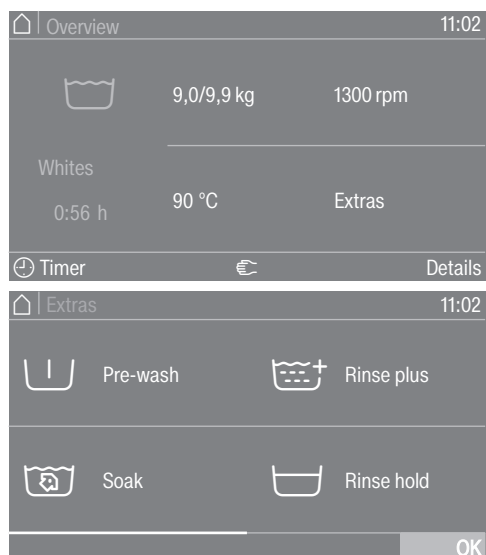 Overview 11:02
9,0/9,9 kg 1300 rpm
Whites
0:56 h
90 °C Extras
Timer Details
Extras 11:02
Pre-wash Rinse plus
Soak Rinse hold
OK